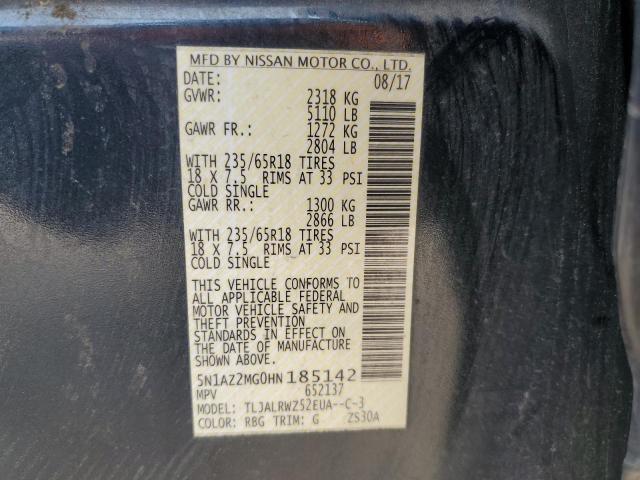 MFD BY NISSAN MOTOR CO., LTD.
DATE: 08/17
GVWR: 2318 KG
5110 LB
GAWR FR.: 1272 KG
2804 LB
WITH 235/65R18 TIRES
18 X 7.5 RIMS AT 33 PSI
COLD SINGLE
GAWR RR.: 1300 KG
2866 LB
WITH 235/65R18 TIRES
18 X 7.5 RIMS AT 33 PSI
COLD SINGLE
THIS VEHICLE CONFORMS TO
ALL APPLICABLE FEDERAL
MOTOR VEHICLE SAFETY AND
THEFT PREVENTION
STANDARDS IN EFFECT ON
THE DATE OF MANUFACTURE
SHOWN ABOVE.
5N1AZ2MG0HN185142
MPV 652137
MODEL: TLJALRWZ52EUA--C-3
COLOR: RBG TRIM: G ZS30A